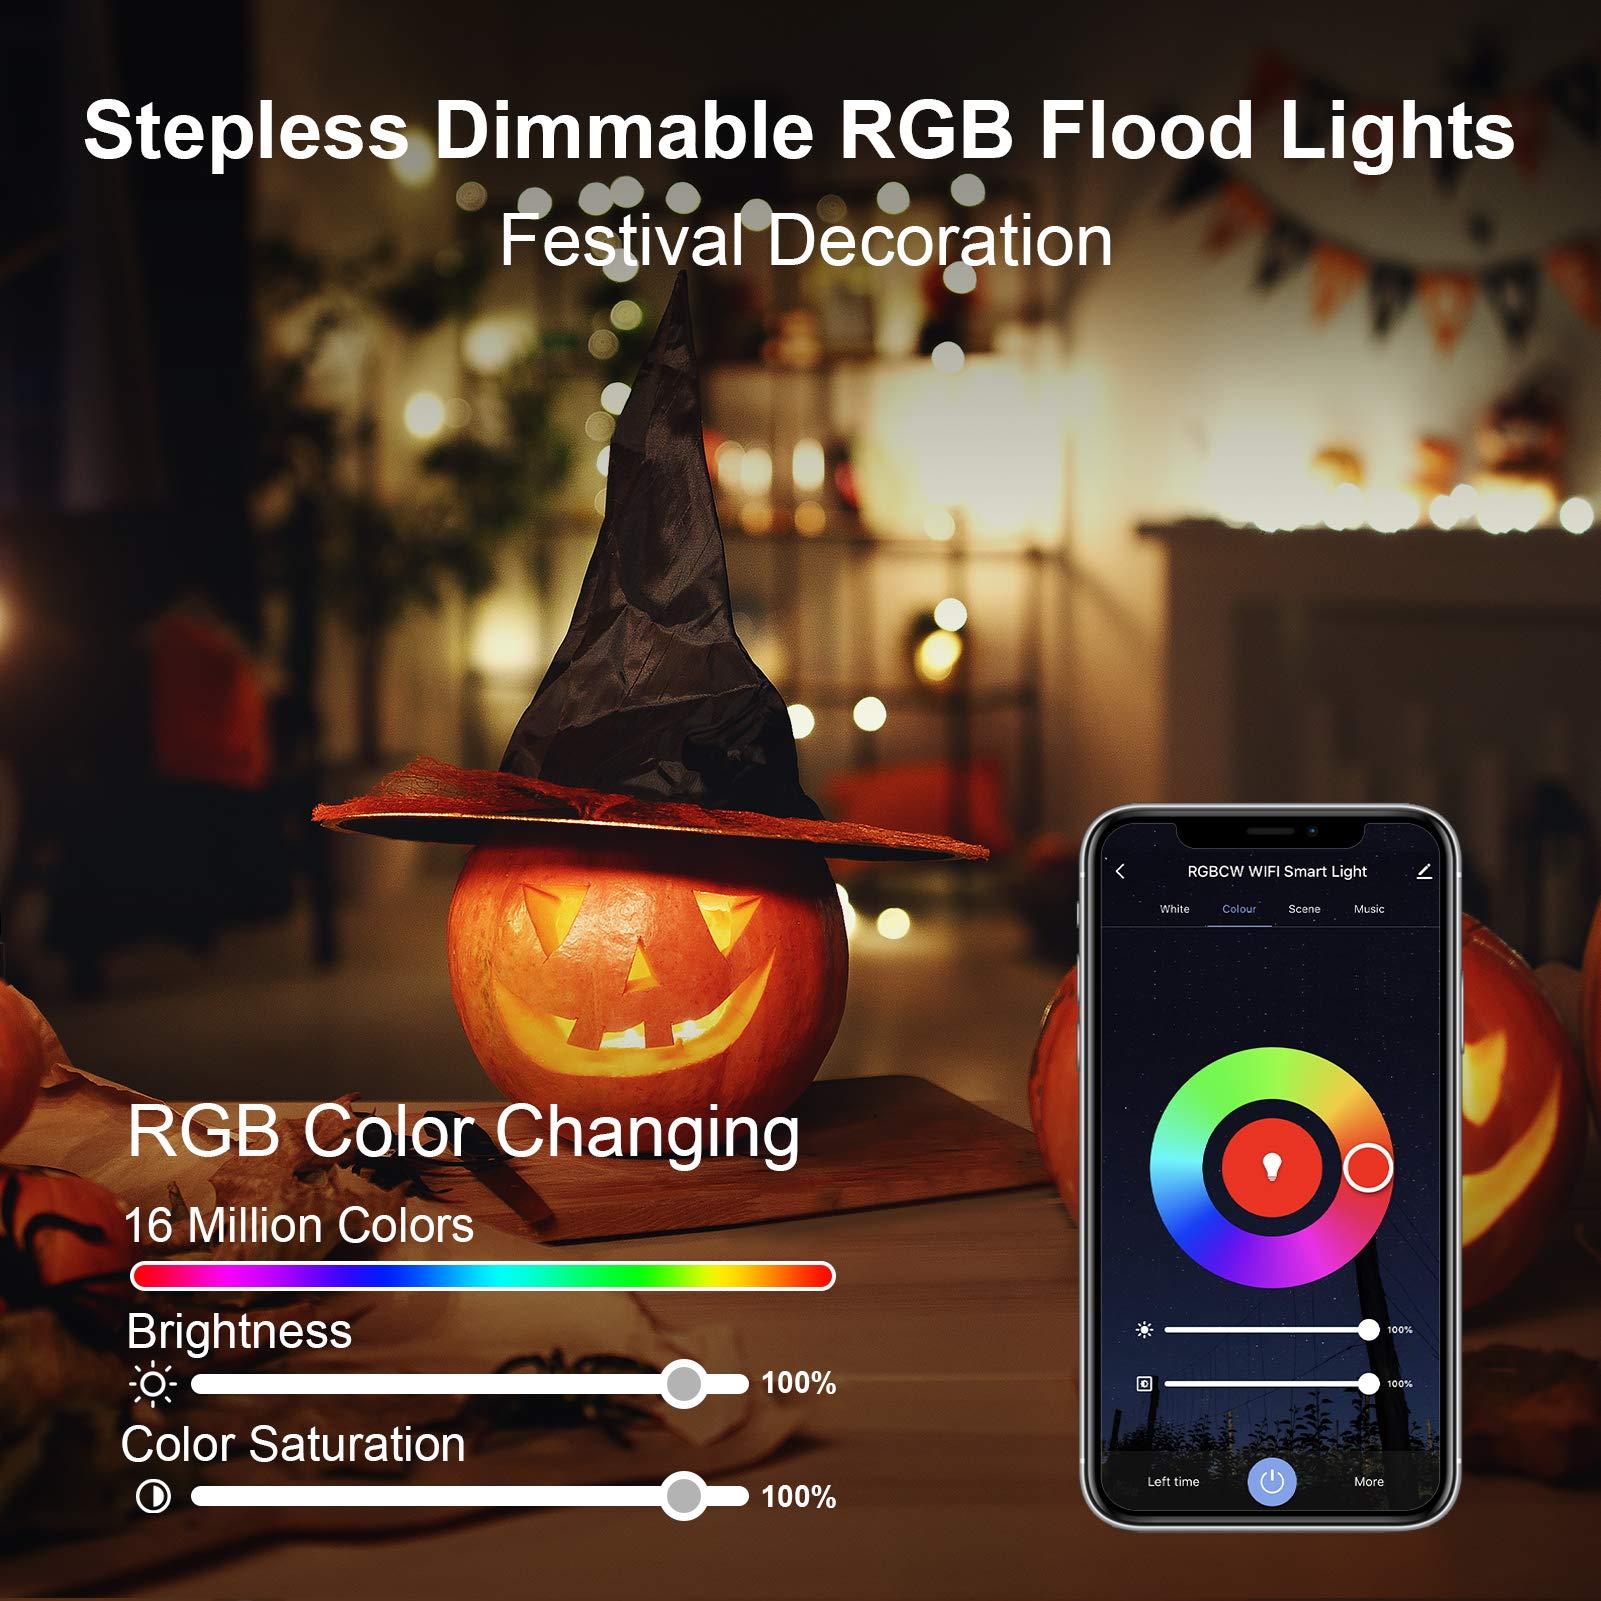 Stepless Dimmable RGB Flood Lights
Festival Decoration
RGB Color Changing
16 Million Colors
Brightness
100%
Color Saturation
100%
RGBCW WIFI Smart Light
White Colour Scene Music
100%
100%
Left time More